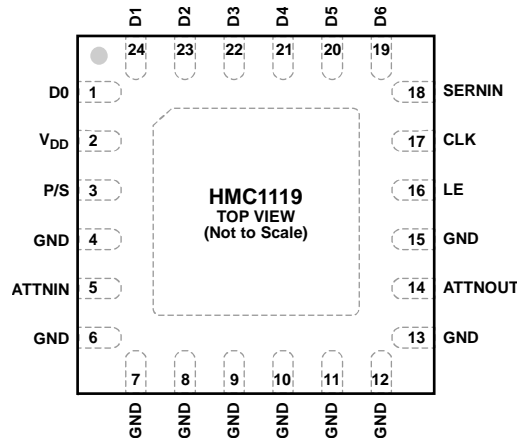 D1 D2 D3 D4 D5 D6
24 23 22 21 20 19
D0 1
VDD 2
P/S 3
GND 4
ATTNIN 5
GND 6
18 SERNIN
17 CLK
16 LE
15 GND
14 ATTNOUT
13 GND
HMC1119
TOP VIEW
(Not to Scale)
7 8 9 10 11 12
GND GND GND GND GND GND